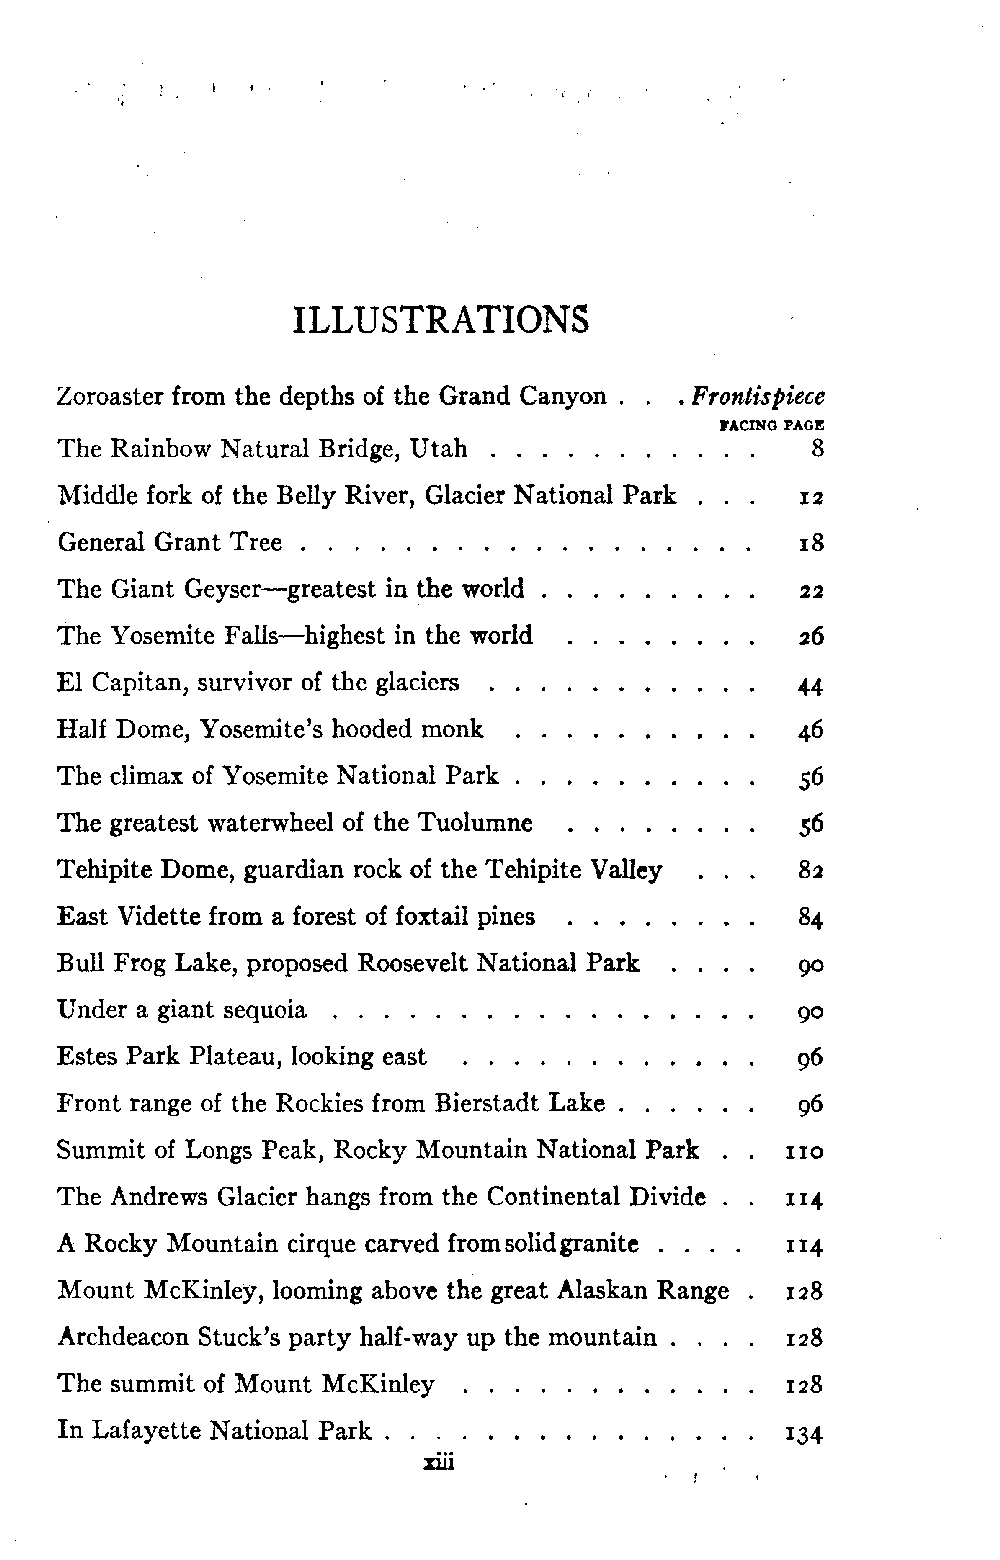 ILLUSTRATIONS
Zoroaster from the depths of the Grand Canyon . . . Frontispiece
FACING PAGE
The Rainbow Natural Bridge, Utah . . . . . . . . . . . 8
Middle fork of the Belly River, Glacier National Park . . . 12
General Grant Tree . . . . . . . . . . . . . . . . . . 18
The Giant Geyser—greatest in the world . . . . . . . . . 22
The Yosemite Falls—highest in the world . . . . . . . . 26
El Capitan, survivor of the glaciers . . . . . . . . . . . 44
Half Dome, Yosemite's hooded monk . . . . . . . . . . 46
The climax of Yosemite National Park . . . . . . . . . . 56
The greatest waterwheel of the Tuolumne . . . . . . . . 56
Tehipite Dome, guardian rock of the Tehipite Valley . . . 82
East Vidette from a forest of foxtail pines . . . . . . . . 84
Bull Frog Lake, proposed Roosevelt National Park . . . . 90
Under a giant sequoia . . . . . . . . . . . . . . . . . 90
Estes Park Plateau, looking east . . . . . . . . . . . . 96
Front range of the Rockies from Bierstadt Lake . . . . . . 96
Summit of Longs Peak, Rocky Mountain National Park . . 110
The Andrews Glacier hangs from the Continental Divide . . 114
A Rocky Mountain cirque carved from solid granite . . . . 114
Mount McKinley, looming above the great Alaskan Range . 128
Archdeacon Stuck's party half-way up the mountain . . . . 128
The summit of Mount McKinley . . . . . . . . . . . . 128
In Lafayette National Park . . . . . . . . . . . . . . . 134
xiii